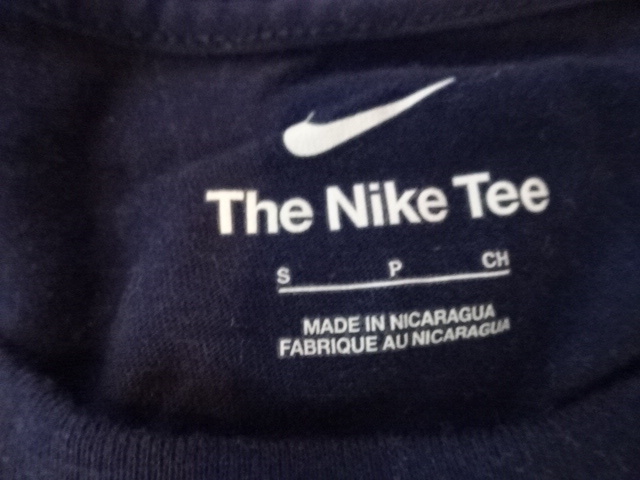 The Nike Tee
S P CH
MADE IN NICARAGUA
FABRIQUE AU NICARAGUA